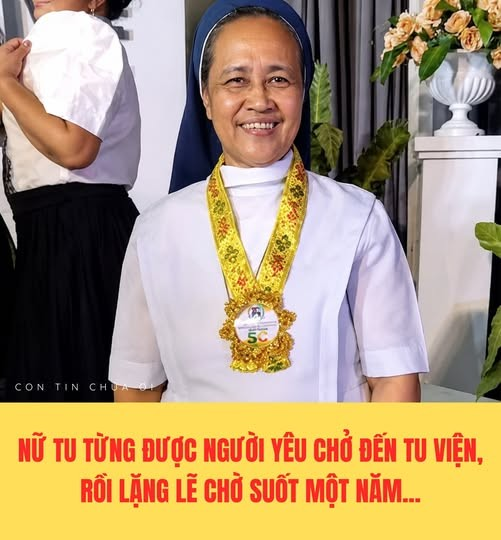 5C
CON TIN CHUA OI
NỮ TU TỪNG ĐƯỢC NGƯỜI YÊU CHỞ ĐẾN TU VIỆN,
RỒI LẶNG LẼ CHỜ SUỐT MỘT NĂM...